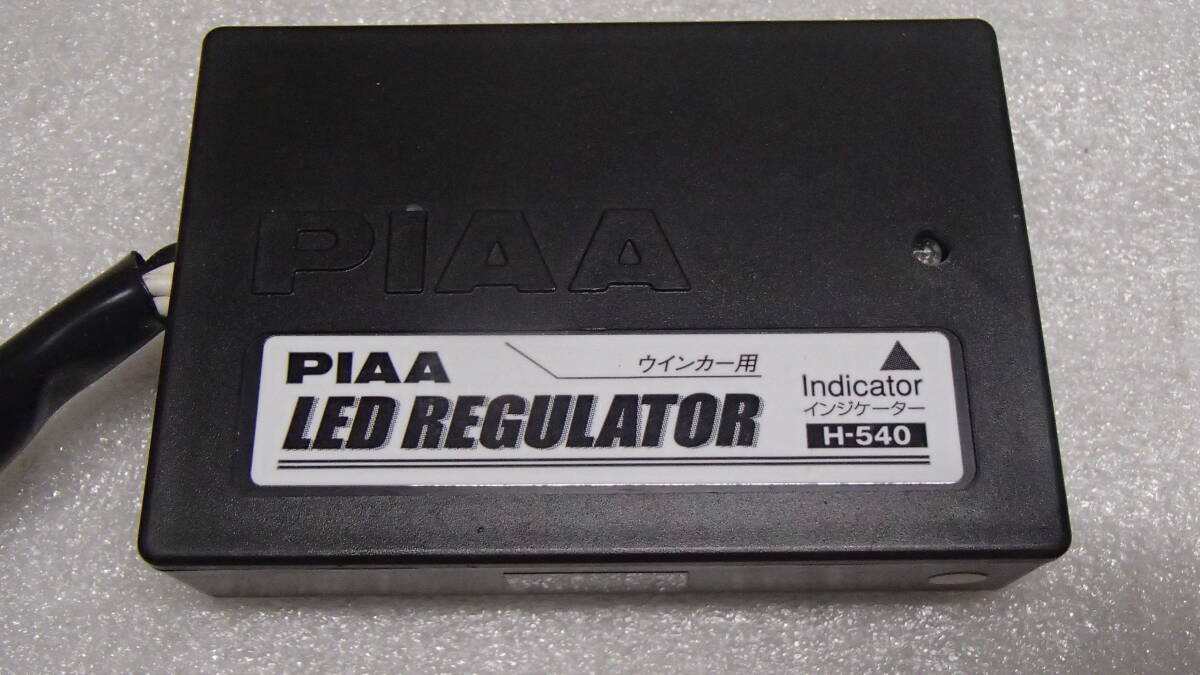 PIAA
PIAA
ウインカー用
LED REGULATOR
Indicator
インジケーター
H-540